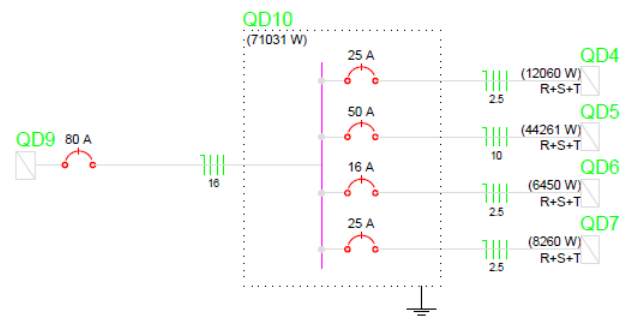 QD10
(71031 W)
QD9
80 A
16
25 A
2.5
(12060 W)
R+S+T
QD4
50 A
10
(44261 W)
R+S+T
QD5
16 A
2.5
(6450 W)
R+S+T
QD6
25 A
2.5
(8260 W)
R+S+T
QD7